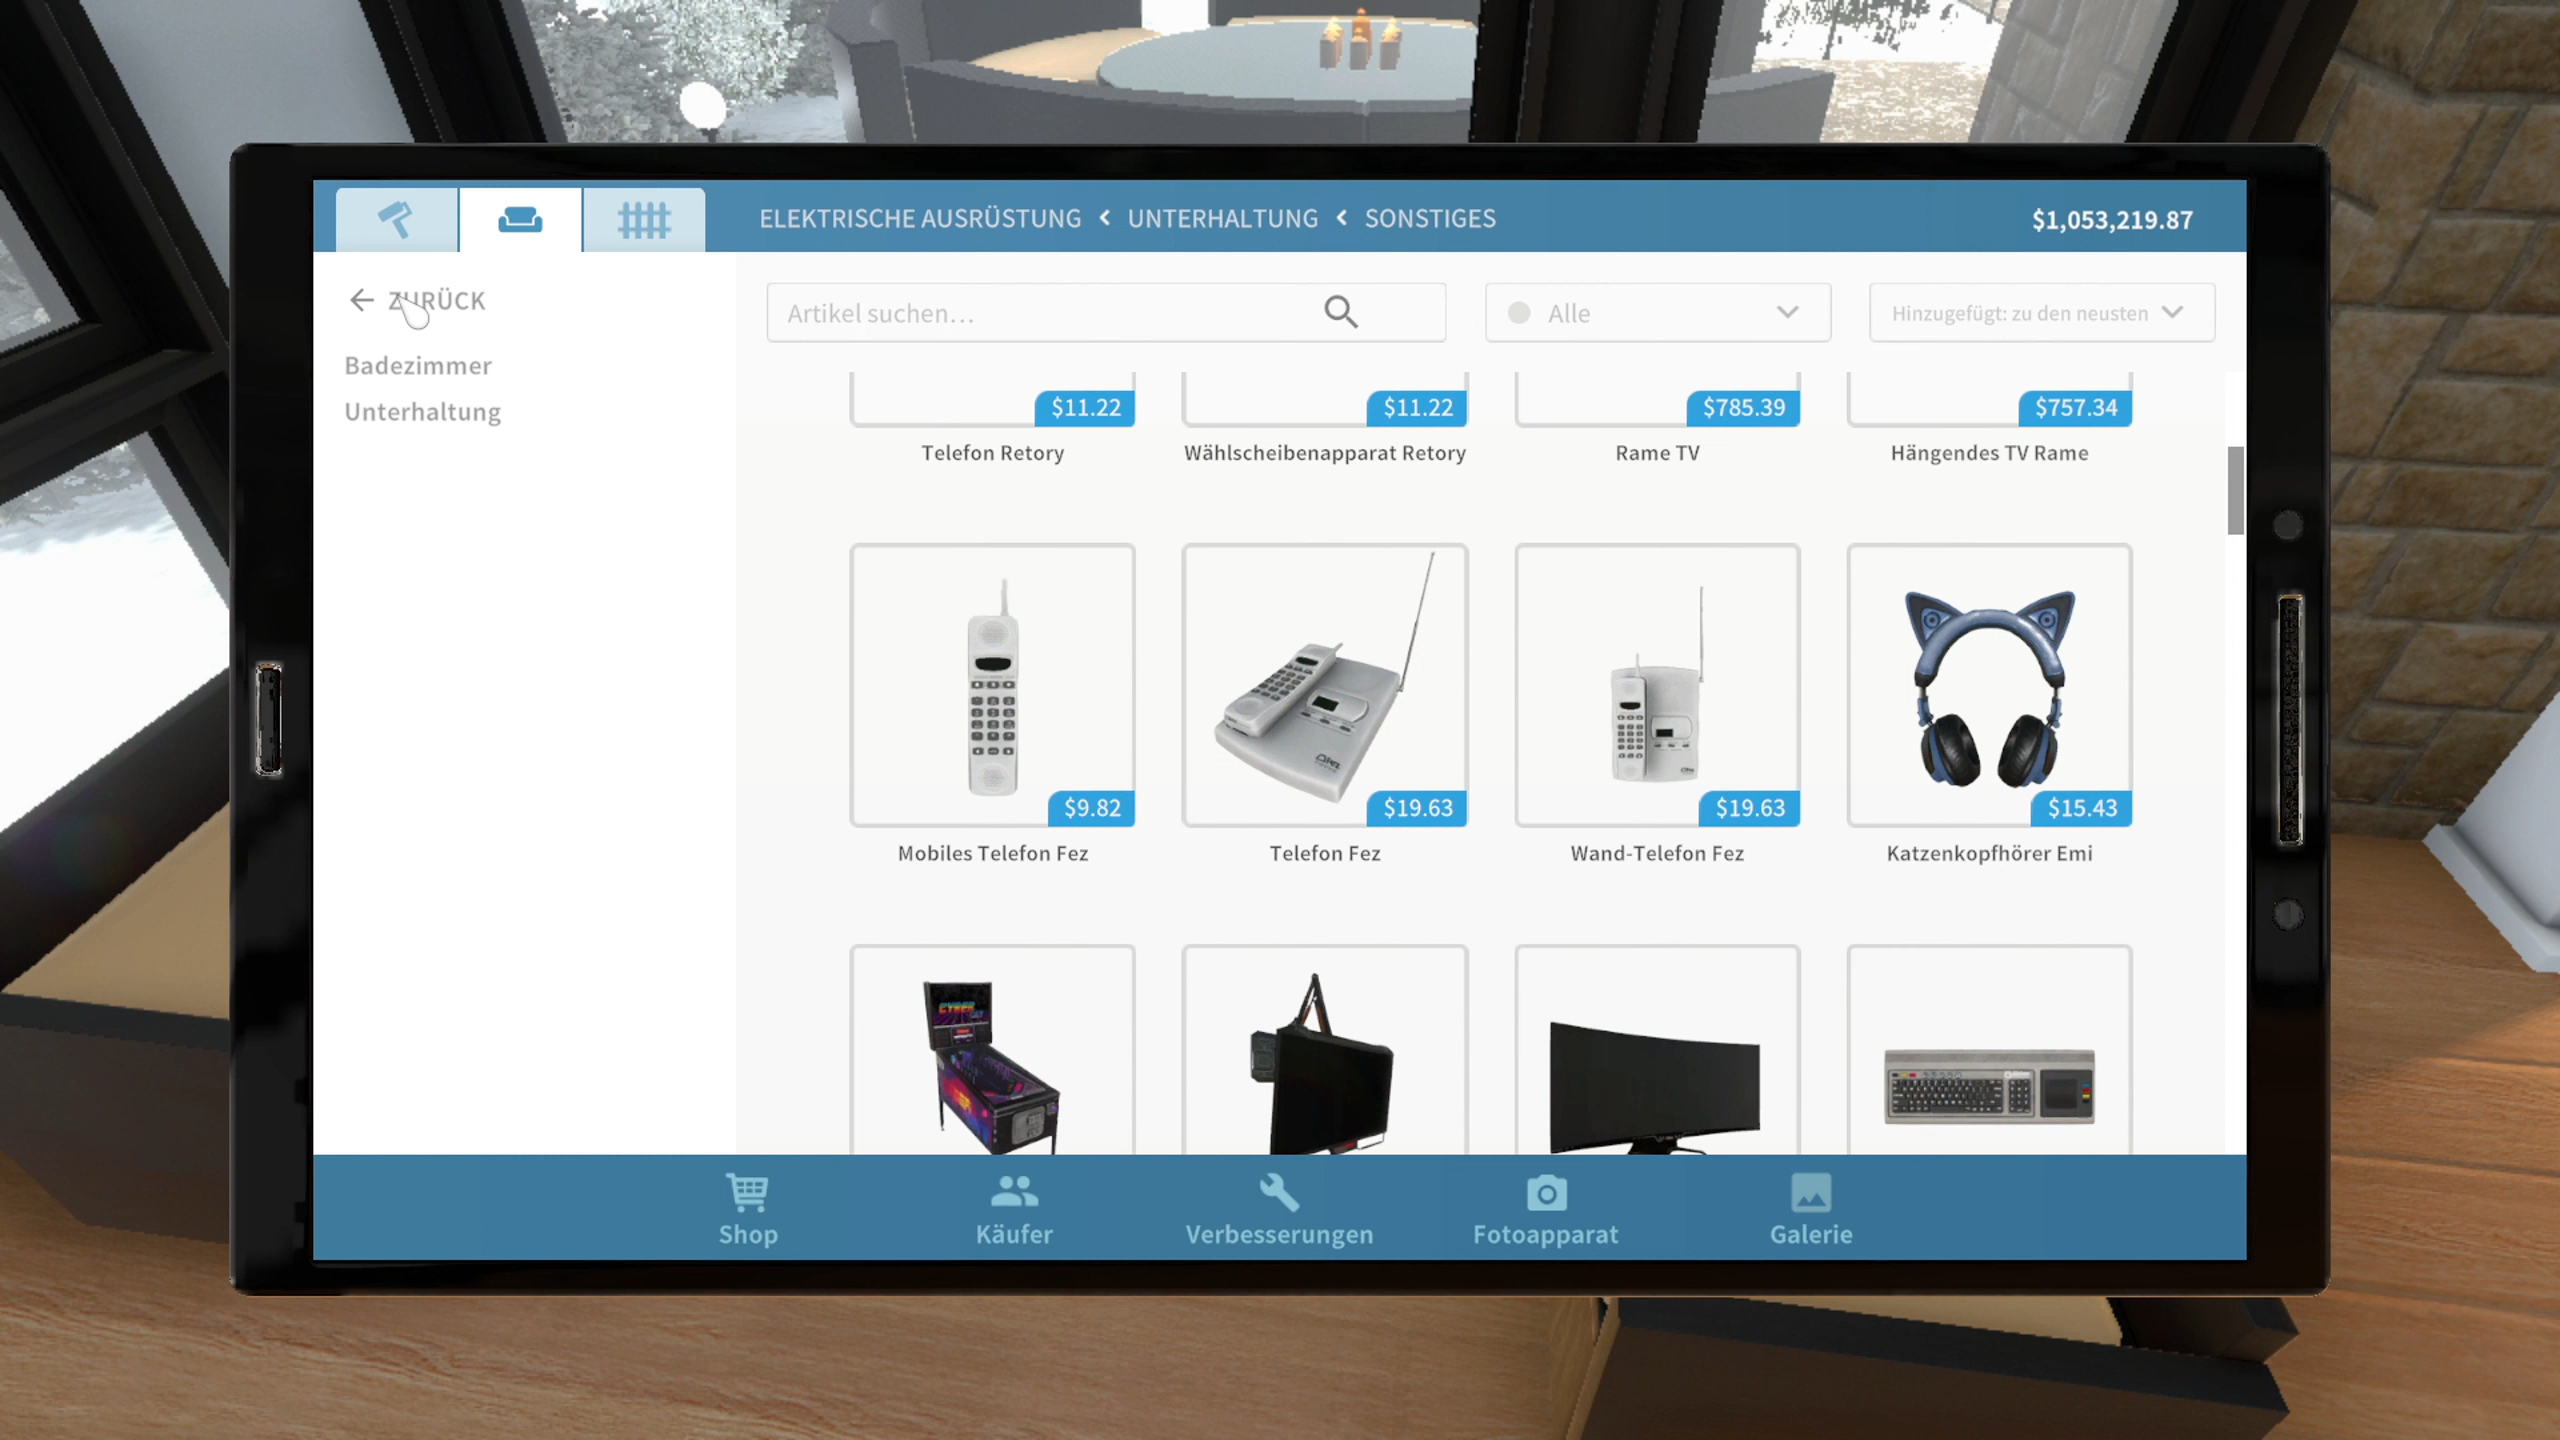 ELEKTRISCHE AUSRÜSTUNG < UNTERHALTUNG < SONSTIGES
$1,053,219.87
ZURÜCK
Badezimmer
Unterhaltung
Artikel suchen...
Alle
Hinzugefügt: zu den neusten
$11.22
$11.22
$785.39
$757.34
Telefon Retory
Wählscheibenapparat Retory
Rame TV
Hängendes TV Rame
$9.82
$19.63
$19.63
$15.43
Mobiles Telefon Fez
Telefon Fez
Wand-Telefon Fez
Katzenkopfhörer Emi
CYBER
Shop
Käufer
Verbesserungen
Fotoapparat
Galerie